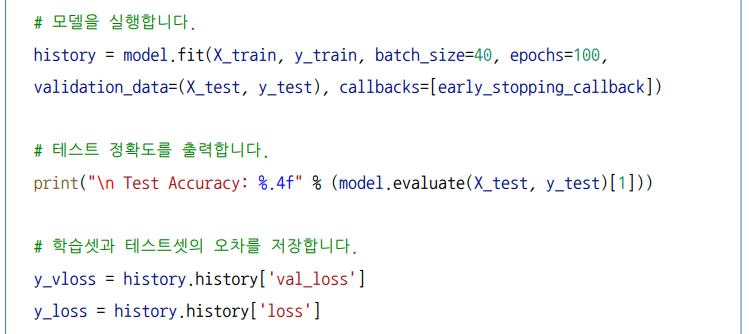 # 모델을 실행합니다.
history = model.fit(X_train, y_train, batch_size=40, epochs=100,
validation_data=(X_test, y_test), callbacks=[early_stopping_callback])
# 테스트 정확도를 출력합니다.
print("\n Test Accuracy: %.4f" % (model.evaluate(X_test, y_test)[1]))
# 학습셋과 테스트셋의 오차를 저장합니다.
y_vloss = history.history['val_loss']
y_loss = history.history['loss']